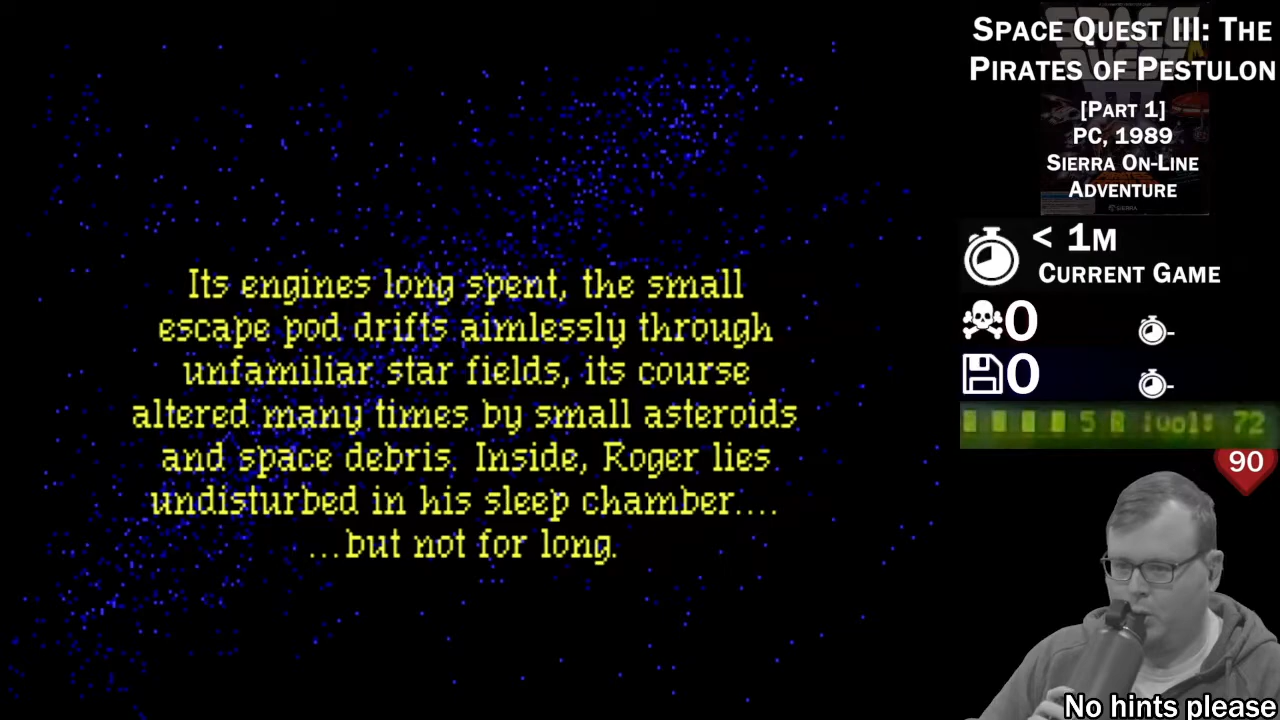 Its engines long spent, the small
escape pod drifts aimlessly through
unfamiliar star fields, its course
altered many times by small asteroids
and space debris. Inside, Roger lies
undisturbed in his sleep chamber....
...but not for long.
Space Quest III: The
Pirates of Pestulon
[Part 1]
PC, 1989
Sierra On-Line
Adventure
< 1m
Current Game
0
-
0
-
72
90
No hints please